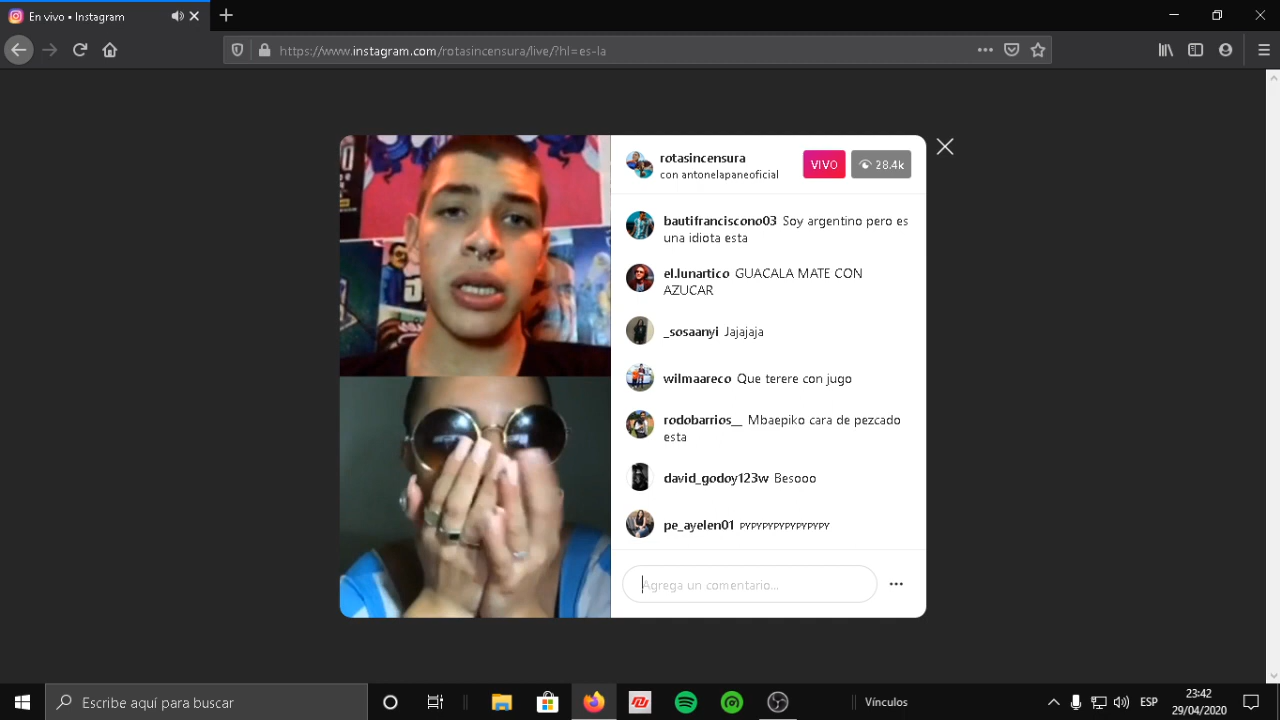 En vivo • Instagram
https://www.instagram.com/rotasincensura/live/?hl=es-la
rotasincensura
con antonelapaneoficial
VIVO
28.4k
bautifranciscono03 Soy argentino pero es
una idiota esta
el.lunartico GUACALA MATE CON
AZUCAR
_sosaanyi Jajajaja
wilmaareco Que terere con jugo
rodobarrios__ Mbaepiko cara de pezcado
esta
david_godoy123w Besooo
pe_ayelen01 PYPYPYPYPYPYPYPY
Agrega un comentario...
Escribe aquí para buscar
Vínculos
ESP
23:42
29/04/2020